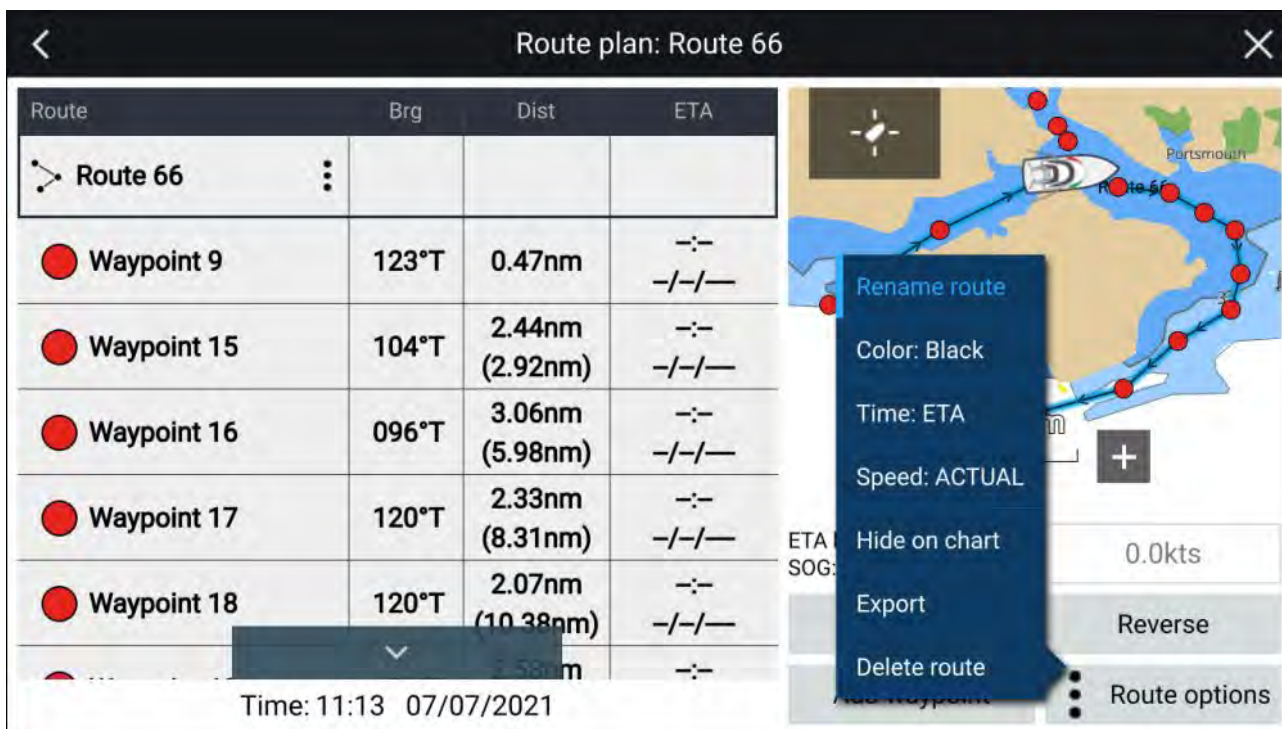 Route plan: Route 66
Route Brg Dist ETA
Route 66
Waypoint 9 123°T 0.47nm –:–
–/–/––
Waypoint 15 104°T 2.44nm –:–
(2.92nm) –/–/––
Waypoint 16 096°T 3.06nm –:–
(5.98nm) –/–/––
Waypoint 17 120°T 2.33nm –:–
(8.31nm) –/–/––
Waypoint 18 120°T 2.07nm –:–
(10.38nm) –/–/––
–:–
Time: 11:13 07/07/2021
Portsmouth
Rename route
Color: Black
Time: ETA
Speed: ACTUAL
Hide on chart
Export
Delete route
+
ETA
SOG:
0.0kts
Reverse
Route options